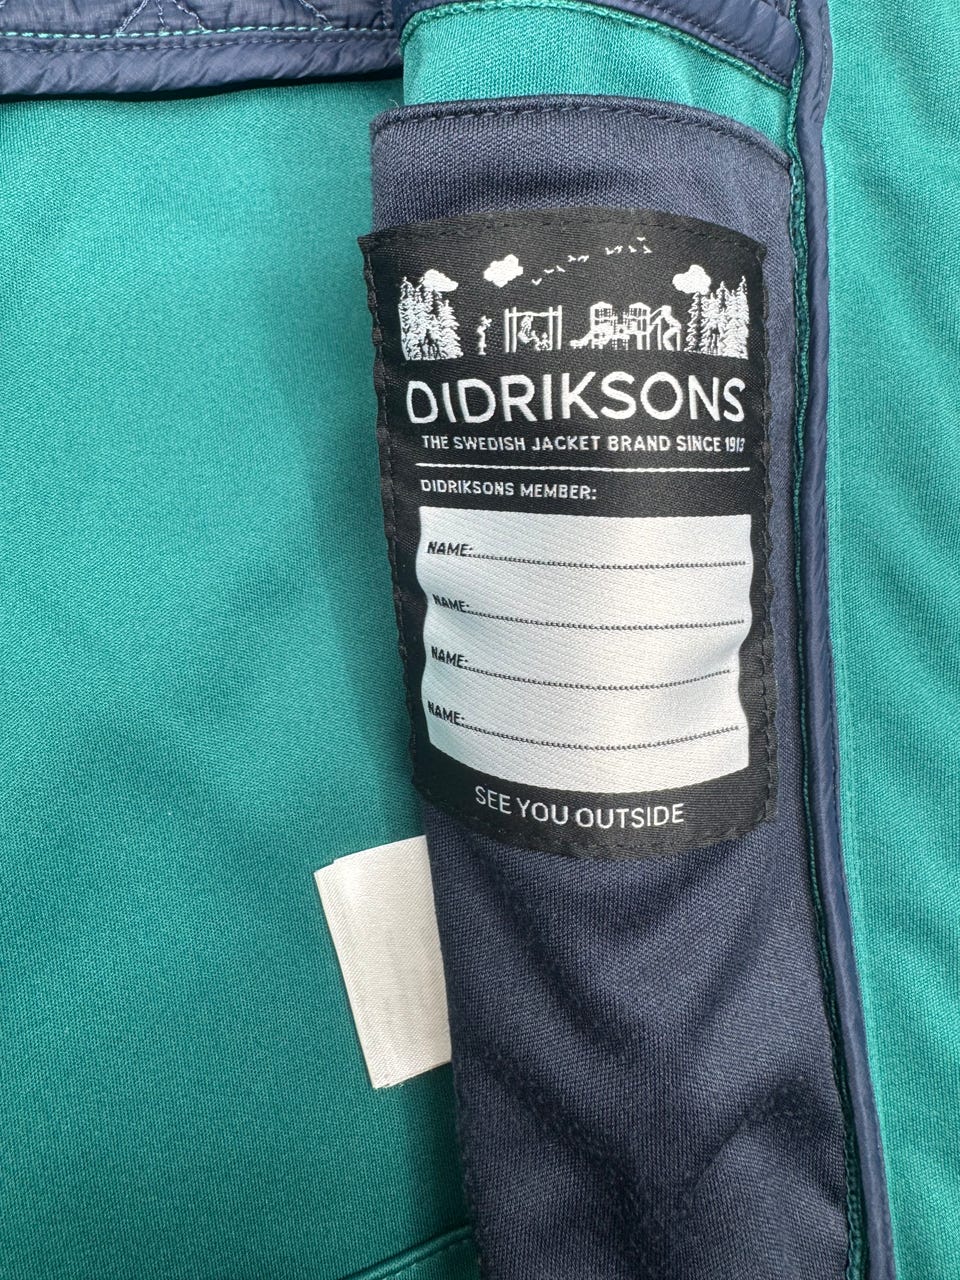 DIDRIKSONS
THE SWEDISH JACKET BRAND SINCE 1913
DIDRIKSONS MEMBER:
NAME:
NAME:
NAME:
NAME:
SEE YOU OUTSIDE